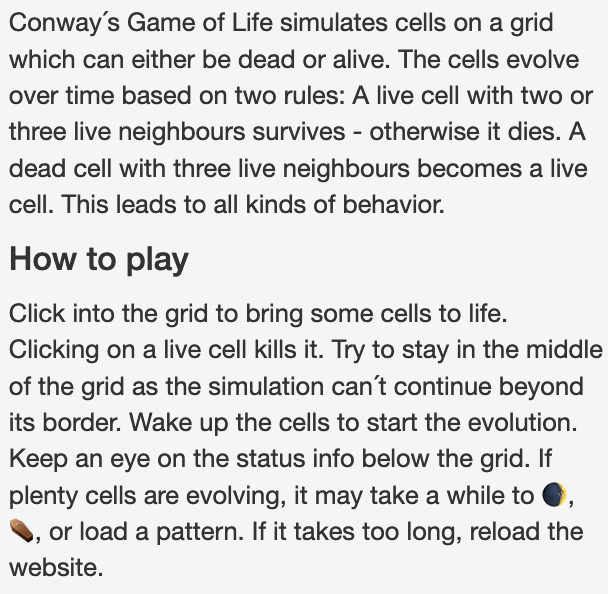 Conway´s Game of Life simulates cells on a grid
which can either be dead or alive. The cells evolve
over time based on two rules: A live cell with two or
three live neighbours survives - otherwise it dies. A
dead cell with three live neighbours becomes a live
cell. This leads to all kinds of behavior.
How to play
Click into the grid to bring some cells to life.
Clicking on a live cell kills it. Try to stay in the middle
of the grid as the simulation can´t continue beyond
its border. Wake up the cells to start the evolution.
Keep an eye on the status info below the grid. If
plenty cells are evolving, it may take a while to 🌒,
⚰️, or load a pattern. If it takes too long, reload the
website.